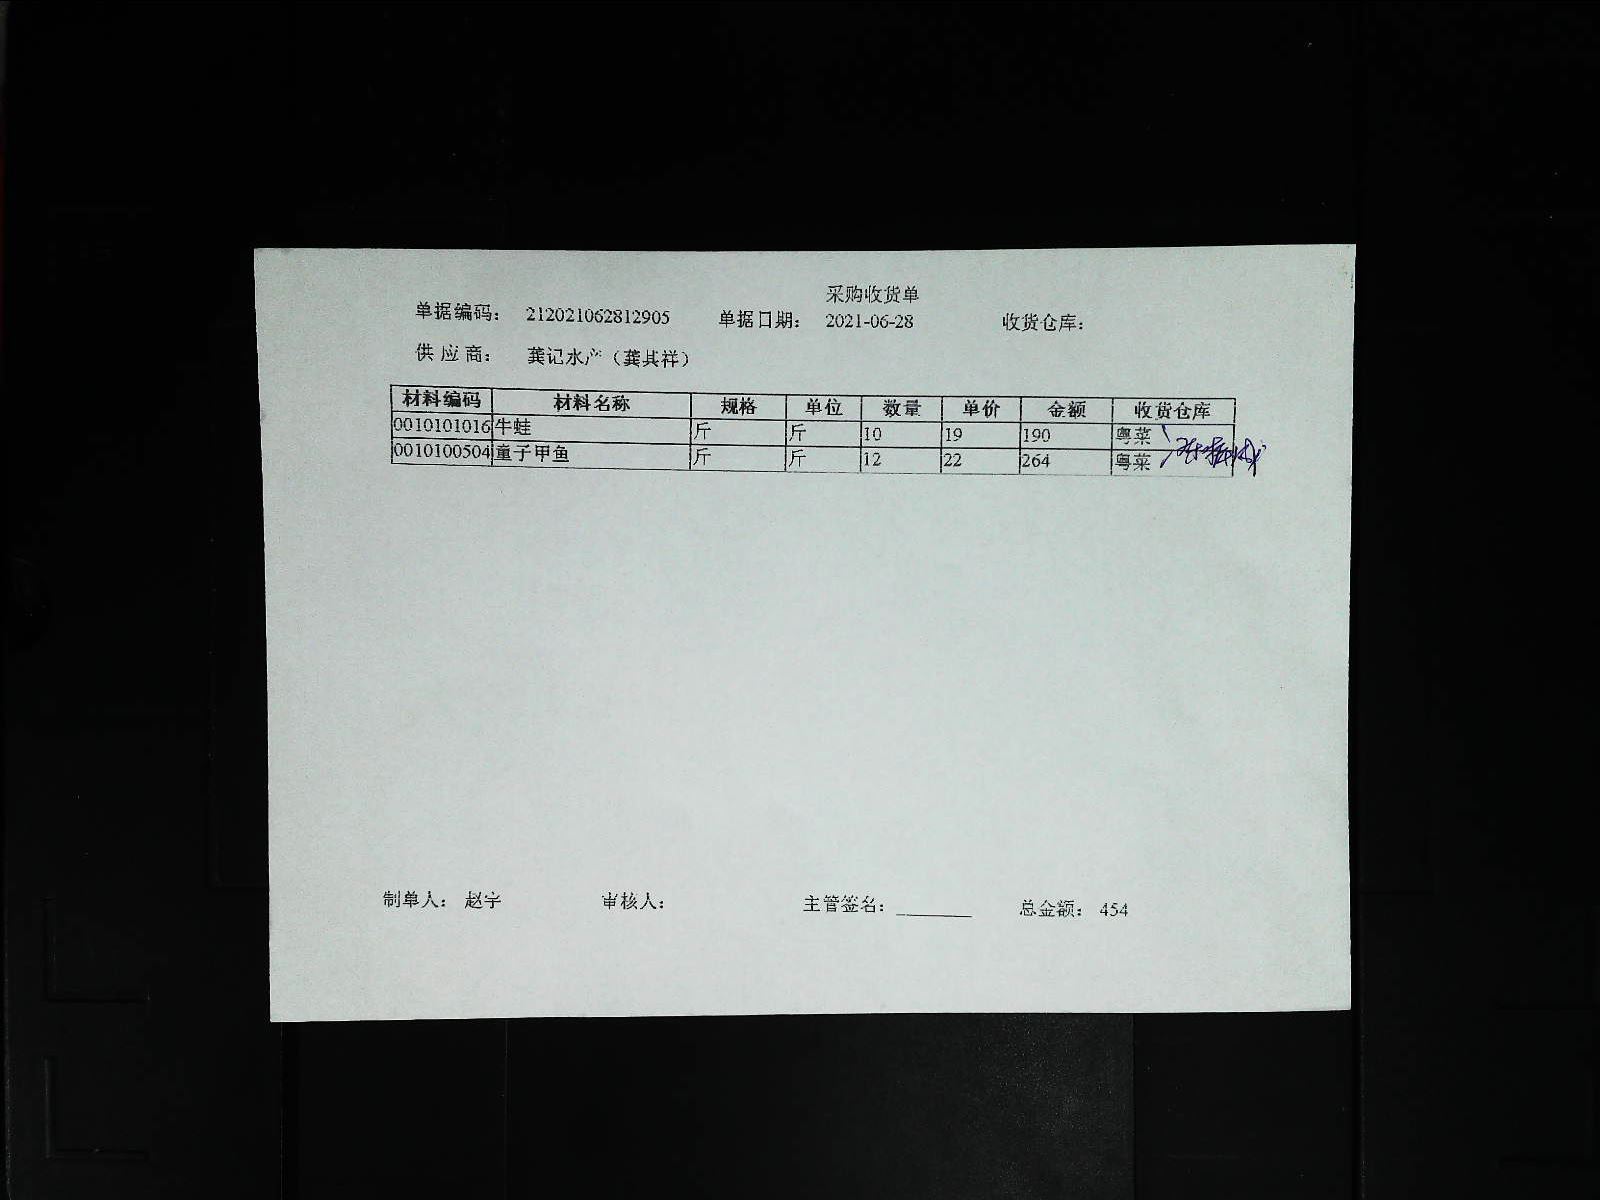 采购收货单
单据编码： 212021062812905 单据日期： 2021-06-28 收货仓库：
供 应 商： 龚记水产（龚其祥）
材料编码 材料名称 规格 单位 数量 单价 金额 收货仓库
0010101016 牛蛙 斤 斤 10 19 190 粤菜
0010100504 童子甲鱼 斤 斤 12 22 264 粤菜
制单人： 赵宇 审核人： 主管签名：________ 总金额： 454